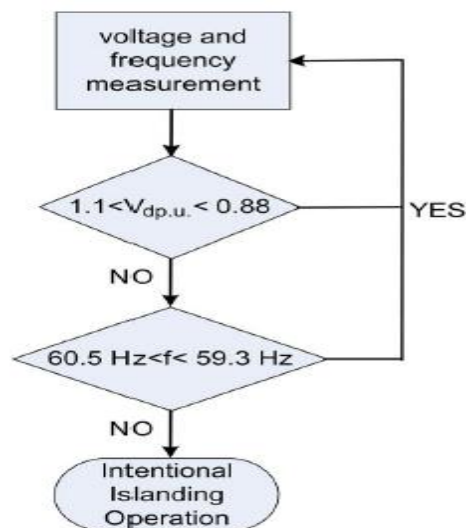 voltage and
frequency
measurement
1.1<Vdp.u.< 0.88
YES
NO
60.5 Hz<f< 59.3 Hz
NO
Intentional
Islanding
Operation